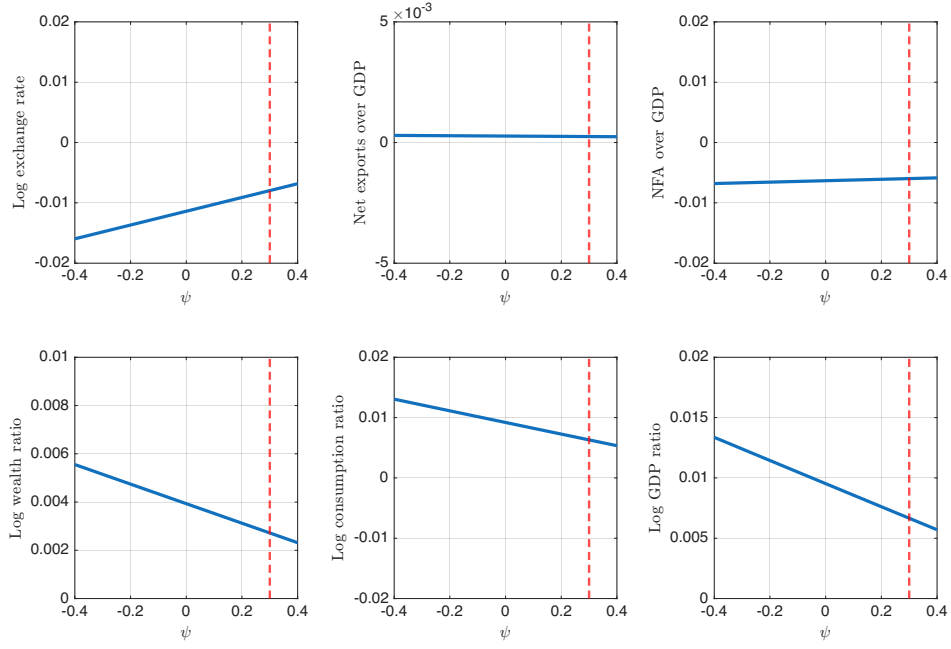 Log exchange rate
0.02
0.01
0
-0.01
-0.02
-0.4 -0.2 0 0.2 0.4
ψ
Net exports over GDP
5 ×10⁻³
0
-5
-0.4 -0.2 0 0.2 0.4
ψ
NFA over GDP
0.02
0.01
0
-0.01
-0.02
-0.4 -0.2 0 0.2 0.4
ψ
Log wealth ratio
0.01
0.008
0.006
0.004
0.002
0
-0.4 -0.2 0 0.2 0.4
ψ
Log consumption ratio
0.02
0.01
0
-0.01
-0.02
-0.4 -0.2 0 0.2 0.4
ψ
Log GDP ratio
0.02
0.015
0.01
0.005
0
-0.4 -0.2 0 0.2 0.4
ψ